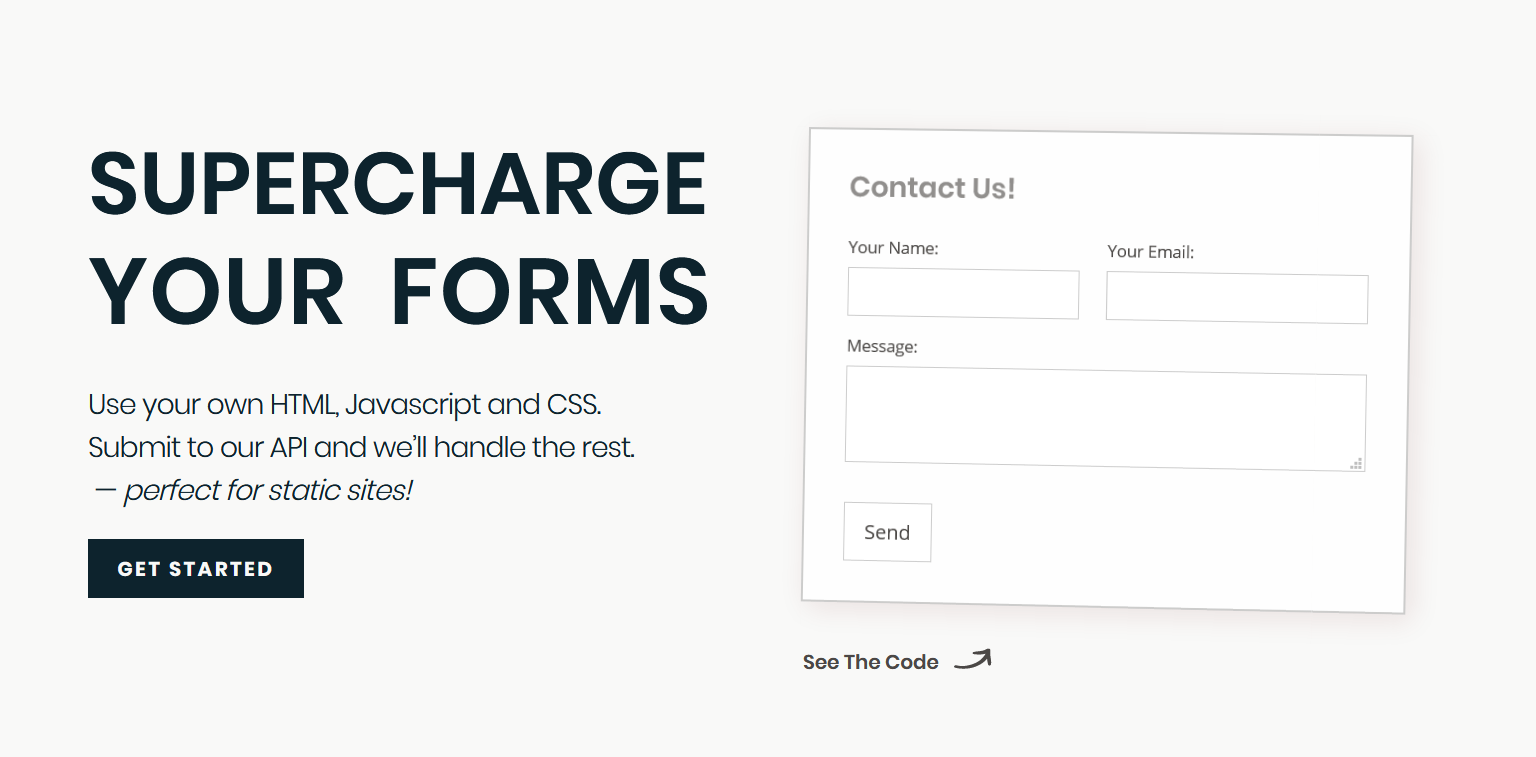 SUPERCHARGE
YOUR FORMS
Use your own HTML, Javascript and CSS.
Submit to our API and we’ll handle the rest.
— perfect for static sites!
GET STARTED
Contact Us!
Your Name:
Your Email:
Message:
Send
See The Code